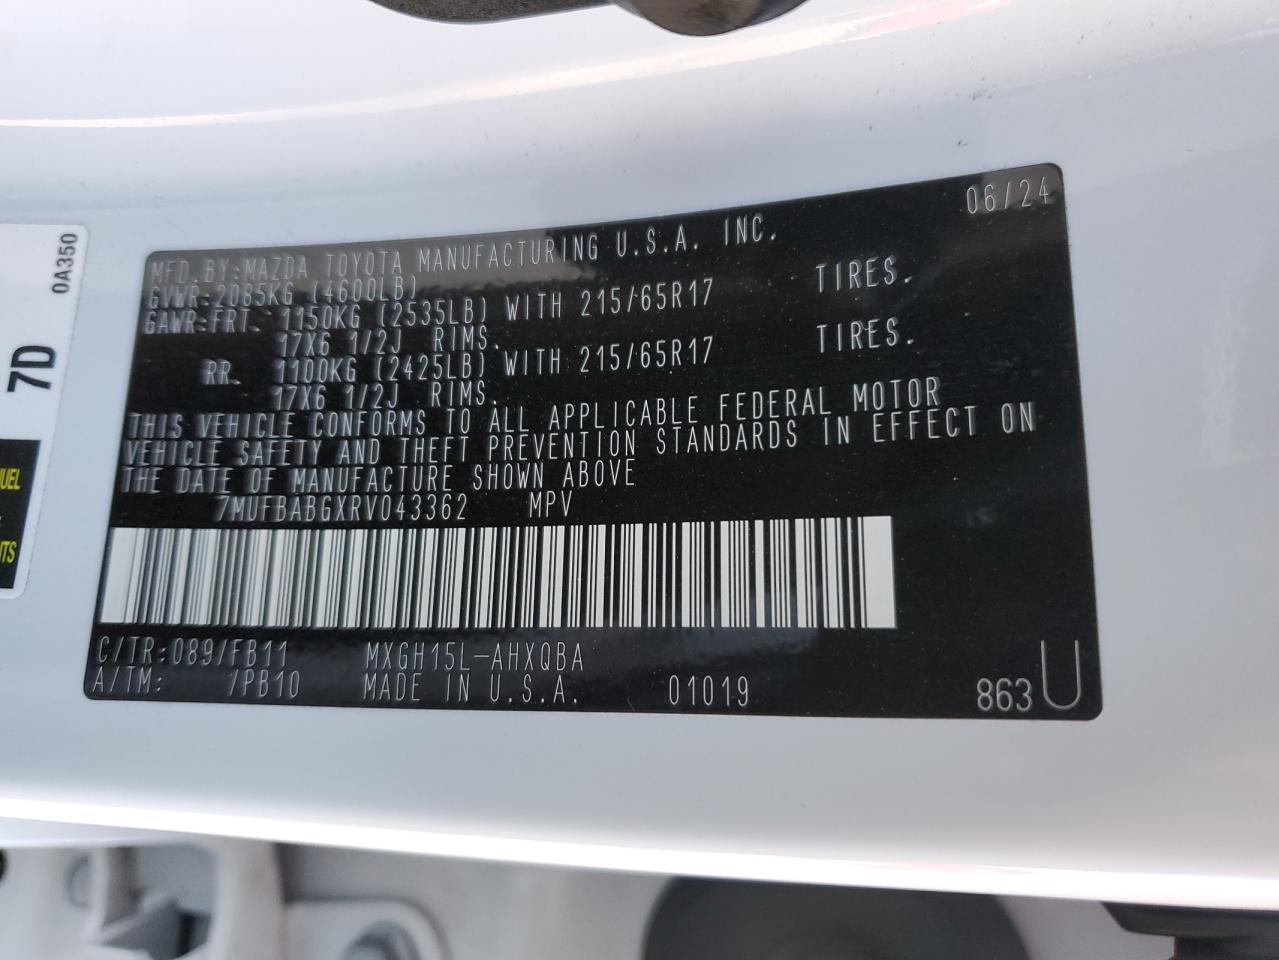 06/24
MFD. BY:MAZDA TOYOTA MANUFACTURING U.S.A. INC.
GVWR:2085KG (4600LB)
GAWR:FRT. 1150KG (2535LB) WITH 215/65R17 TIRES.
17X6 1/2J RIMS.
RR. 1100KG (2425LB) WITH 215/65R17 TIRES.
17X6 1/2J RIMS.
THIS VEHICLE CONFORMS TO ALL APPLICABLE FEDERAL MOTOR
VEHICLE SAFETY AND THEFT PREVENTION STANDARDS IN EFFECT ON
THE DATE OF MANUFACTURE SHOWN ABOVE
7MUFBABGXRV043362 MPV
C/TR:089/FB11 MXGH15L-AHXQBA
A/TM: /PB10 MADE IN U.S.A. 01019 863 U
0A350
7D